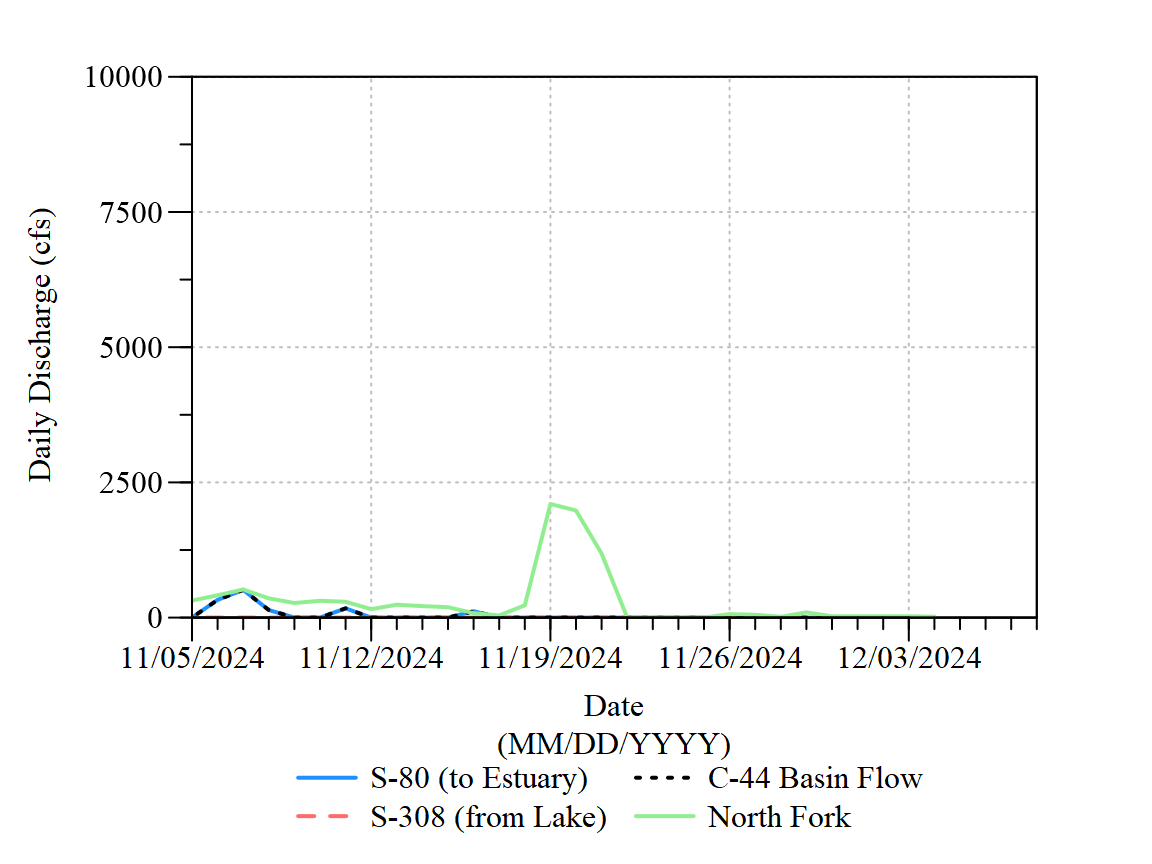 10000
7500
5000
2500
0
Daily Discharge (cfs)
11/05/2024 11/12/2024 11/19/2024 11/26/2024 12/03/2024
Date
(MM/DD/YYYY)
S-80 (to Estuary) C-44 Basin Flow
S-308 (from Lake) North Fork